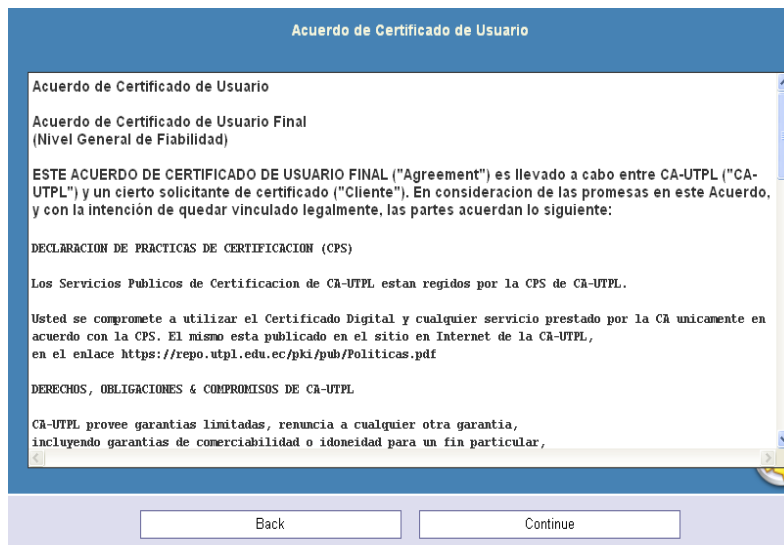 Acuerdo de Certificado de Usuario
Acuerdo de Certificado de Usuario
Acuerdo de Certificado de Usuario Final
(Nivel General de Fiabilidad)
ESTE ACUERDO DE CERTIFICADO DE USUARIO FINAL ("Agreement") es llevado a cabo entre CA-UTPL ("CA-
UTPL") y un cierto solicitante de certificado ("Cliente"). En consideracion de las promesas en este Acuerdo,
y con la intención de quedar vinculado legalmente, las partes acuerdan lo siguiente:
DECLARACION DE PRACTICAS DE CERTIFICACION (CPS)
Los Servicios Publicos de Certificacion de CA-UTPL estan regidos por la CPS de CA-UTPL.
Usted se compromete a utilizar el Certificado Digital y cualquier servicio prestado por la CA unicamente en
acuerdo con la CPS. El mismo esta publicado en el sitio en Internet de la CA-UTPL,
en el enlace https://repo.utpl.edu.ec/pki/pub/Politicas.pdf
DERECHOS, OBLIGACIONES & COMPROMISOS DE CA-UTPL
CA-UTPL provee garantias limitadas, renuncia a cualquier otra garantia,
incluyendo garantias de comerciabilidad o idoneidad para un fin particular,
Back
Continue